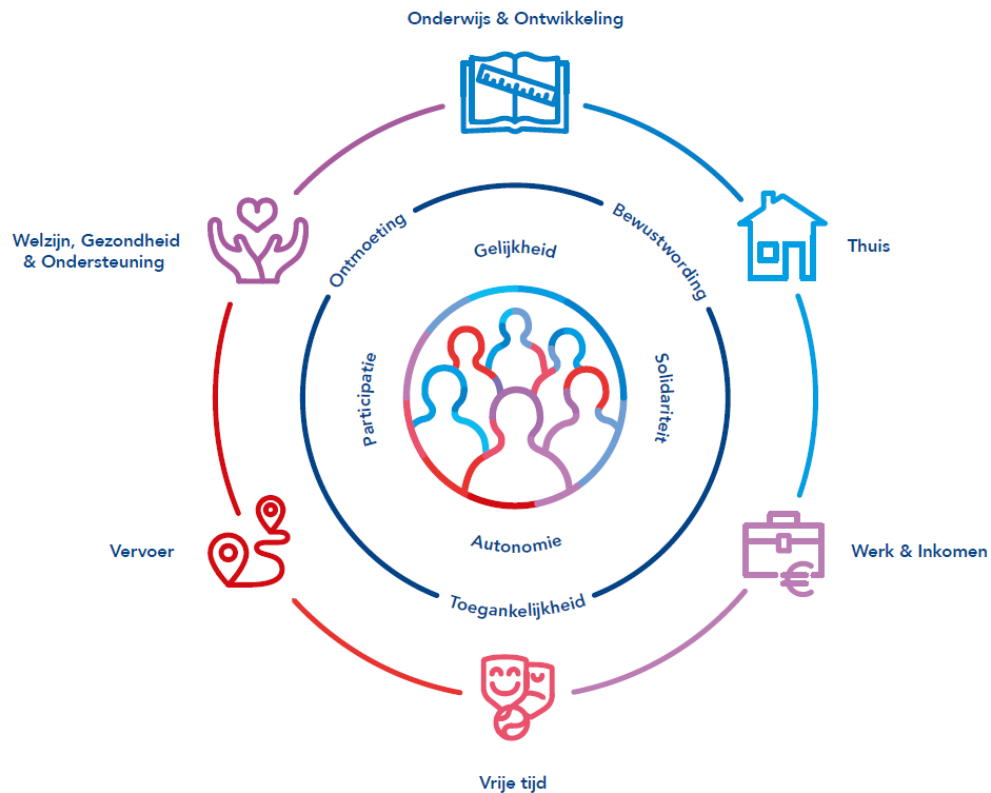 Onderwijs & Ontwikkeling
Welzijn, Gezondheid
& Ondersteuning
Thuis
Ontmoeting
Bewustwording
Gelijkheid
Participatie
Solidariteit
Autonomie
Vervoer
Werk & Inkomen
Toegankelijkheid
Vrije tijd